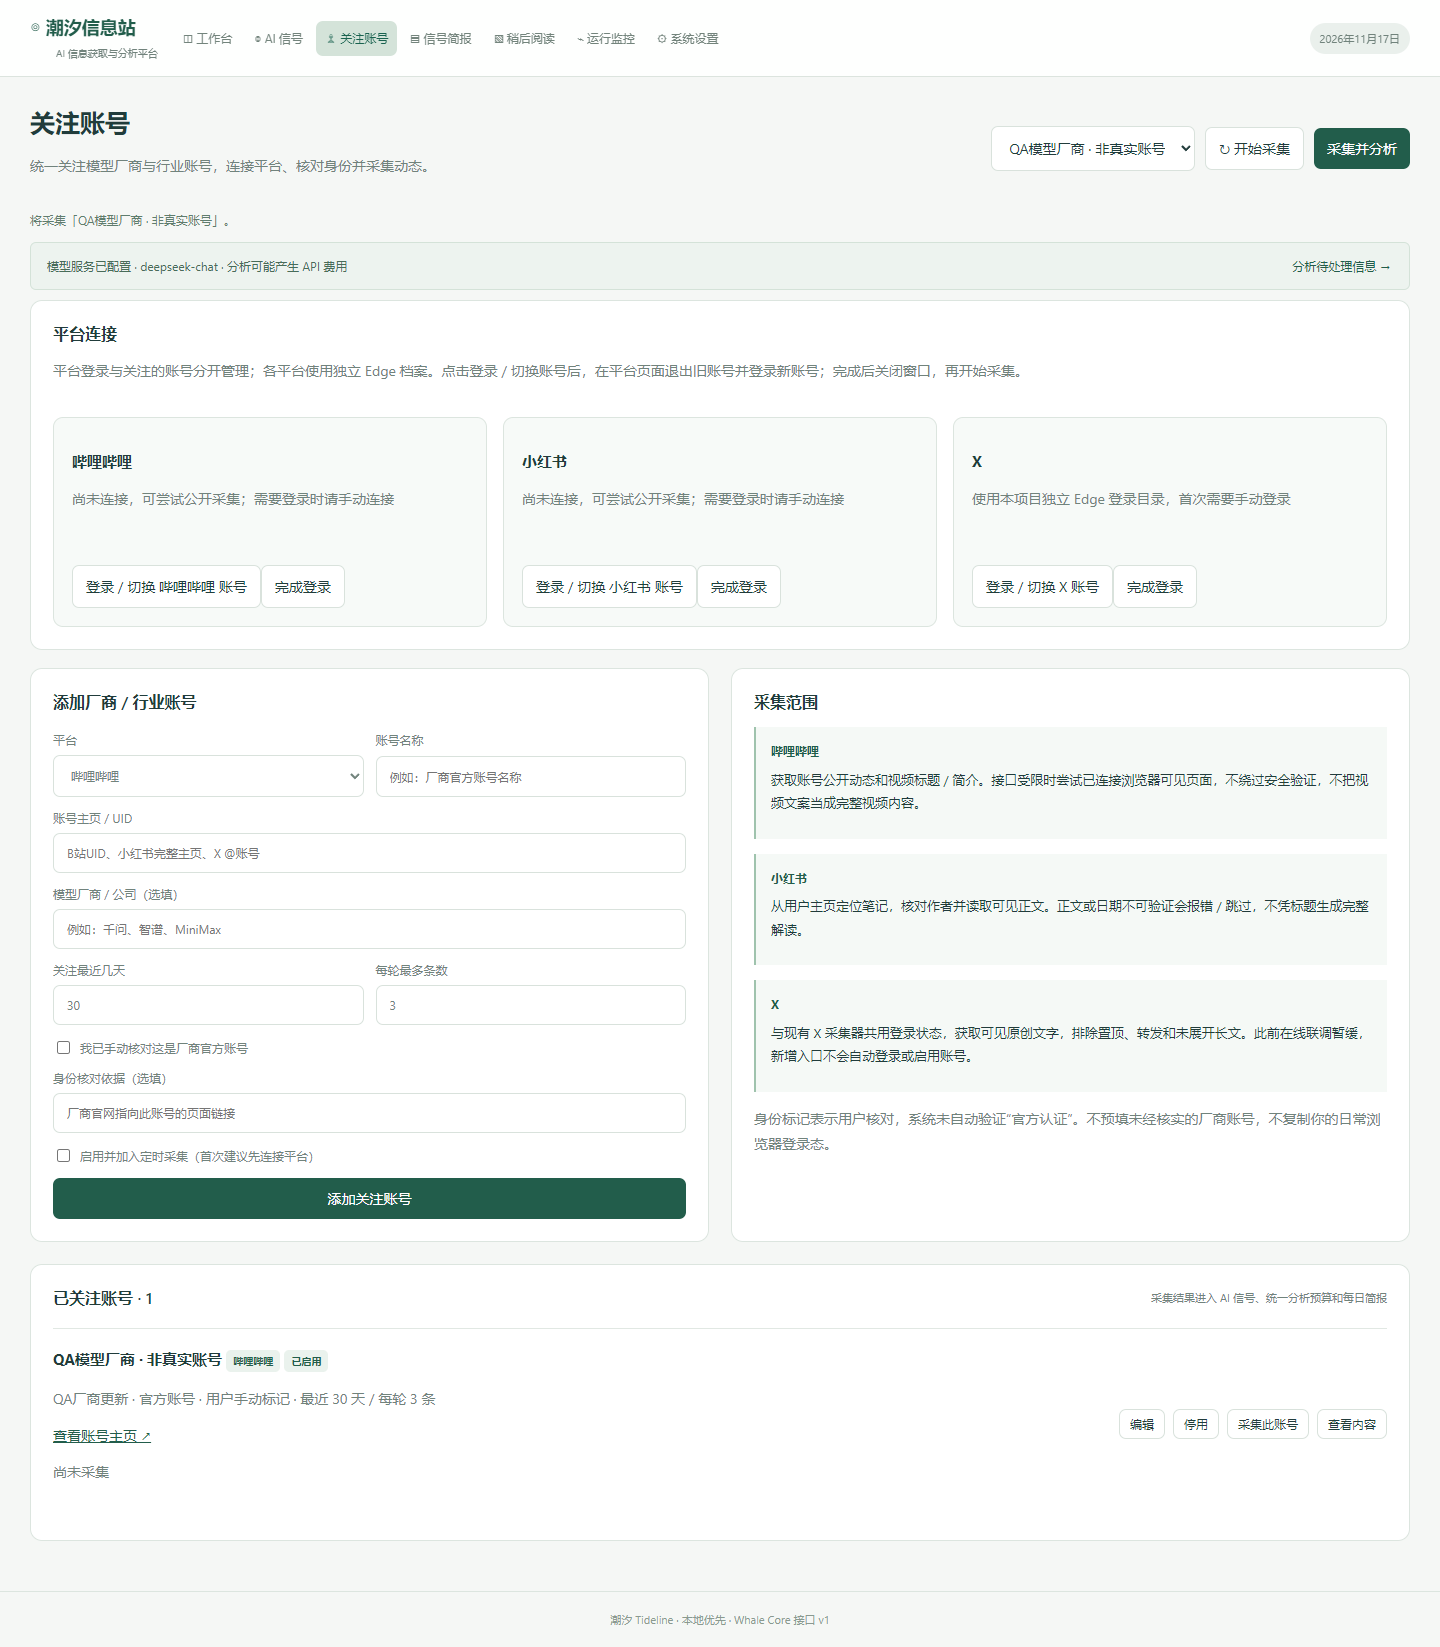 潮汐信息站
AI 信息获取与分析平台
工作台
AI 信号
关注账号
信号简报
稍后阅读
运行监控
系统设置
2026年11月17日
关注账号
统一关注模型厂商与行业账号，连接平台、核对身份并采集动态。
QA模型厂商 · 非真实账号
↻ 开始采集
采集并分析
将采集「QA模型厂商 · 非真实账号」。
模型服务已配置 · deepseek-chat · 分析可能产生 API 费用
分析待处理信息 →
平台连接
平台登录与关注的账号分开管理；各平台使用独立 Edge 档案。点击登录 / 切换账号后，在平台页面退出旧账号并登录新账号；完成后关闭窗口，再开始采集。
哔哩哔哩
尚未连接，可尝试公开采集；需要登录时请手动连接
登录 / 切换 哔哩哔哩 账号
完成登录
小红书
尚未连接，可尝试公开采集；需要登录时请手动连接
登录 / 切换 小红书 账号
完成登录
X
使用本项目独立 Edge 登录目录，首次需要手动登录
登录 / 切换 X 账号
完成登录
添加厂商 / 行业账号
平台
账号名称
哔哩哔哩
例如：厂商官方账号名称
账号主页 / UID
B站UID、小红书完整主页、X @账号
模型厂商 / 公司（选填）
例如：千问、智谱、MiniMax
关注最近几天
每轮最多条数
30
3
我已手动核对这是厂商官方账号
身份核对依据（选填）
厂商官网指向此账号的页面链接
启用并加入定时采集（首次建议先连接平台）
添加关注账号
采集范围
哔哩哔哩
获取账号公开动态和视频标题 / 简介。接口受限时尝试已连接浏览器可见页面，不绕过安全验证，不把视
频文案当成完整视频内容。
小红书
从用户主页定位笔记，核对作者并读取可见正文。正文或日期不可验证会报错 / 跳过，不凭标题生成完整
解读。
X
与现有 X 采集器共用登录状态，获取可见原创文字，排除置顶、转发和未展开长文。此前在线联调暂缓，
新增入口不会自动登录或启用账号。
身份标记表示用户核对，系统未自动验证“官方认证”。不预填未经核实的厂商账号，不复制你的日常浏
览器登录态。
已关注账号 · 1
采集结果进入 AI 信号、统一分析预算和每日简报
QA模型厂商 · 非真实账号
哔哩哔哩
已启用
QA厂商更新 · 官方账号 · 用户手动标记 · 最近 30 天 / 每轮 3 条
查看账号主页 ↗
尚未采集
编辑
停用
采集此账号
查看内容
潮汐 Tideline · 本地优先 · Whale Core 接口 v1